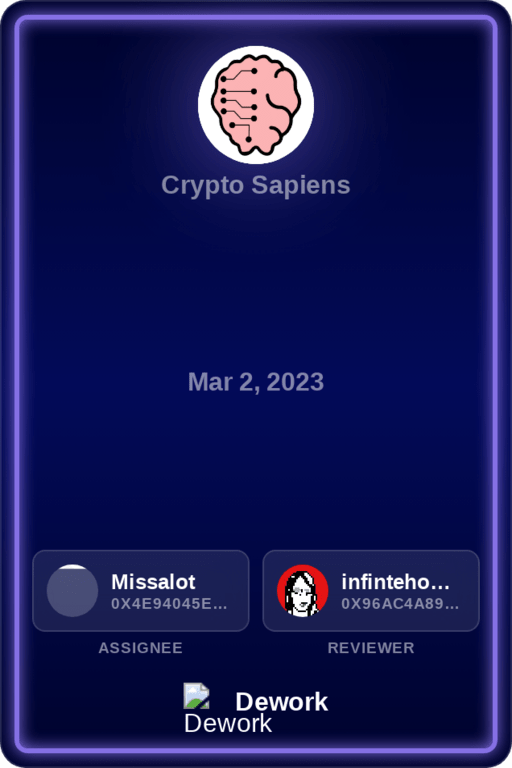 Crypto Sapiens
Mar 2, 2023
Missalot
0X4E94045E...
infinteho...
0X96AC4A89...
ASSIGNEE
REVIEWER
Dework
Dework